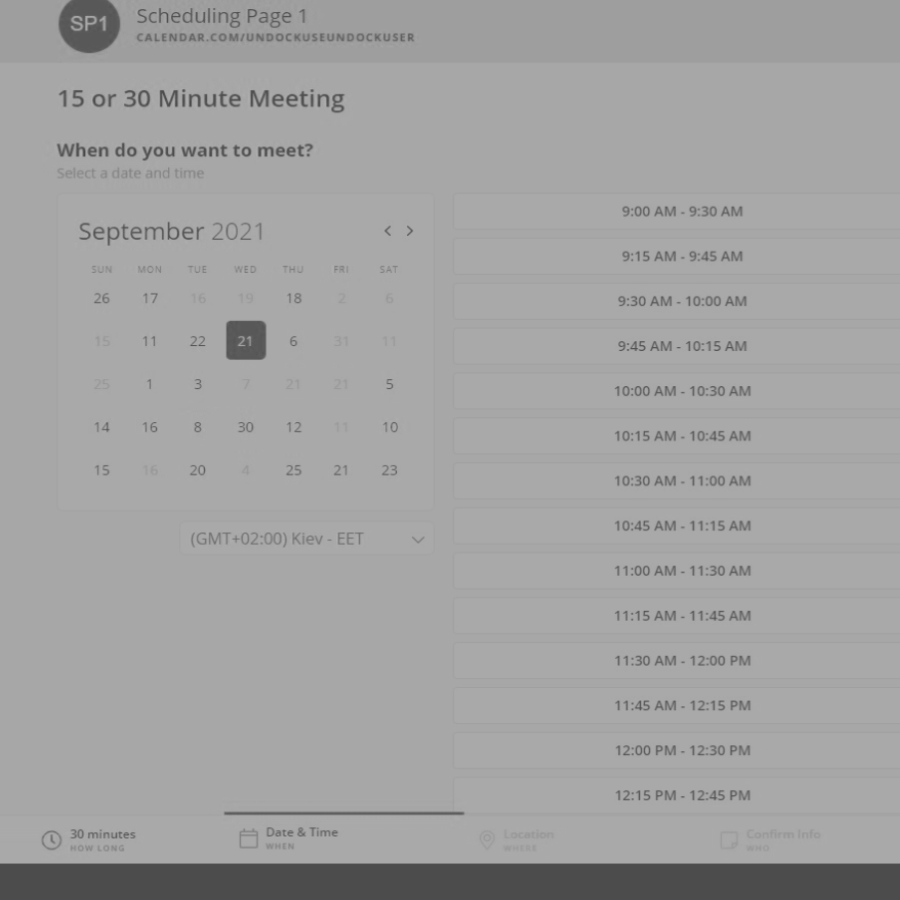 SP1
Scheduling Page 1
CALENDAR.COM/UNDOCKUSEUNDOCKUSER
15 or 30 Minute Meeting
When do you want to meet?
Select a date and time
September 2021
SUN MON TUE WED THU FRI SAT
26 17 16 19 18 2 6
15 11 22 21 6 31 11
25 1 3 7 21 21 5
14 16 8 30 12 11 10
15 16 20 4 25 21 23
(GMT+02:00) Kiev - EET
9:00 AM - 9:30 AM
9:15 AM - 9:45 AM
9:30 AM - 10:00 AM
9:45 AM - 10:15 AM
10:00 AM - 10:30 AM
10:15 AM - 10:45 AM
10:30 AM - 11:00 AM
10:45 AM - 11:15 AM
11:00 AM - 11:30 AM
11:15 AM - 11:45 AM
11:30 AM - 12:00 PM
11:45 AM - 12:15 PM
12:00 PM - 12:30 PM
12:15 PM - 12:45 PM
30 minutes
HOW LONG
Date & Time
WHEN
Location
WHERE
Confirm Info
WHO